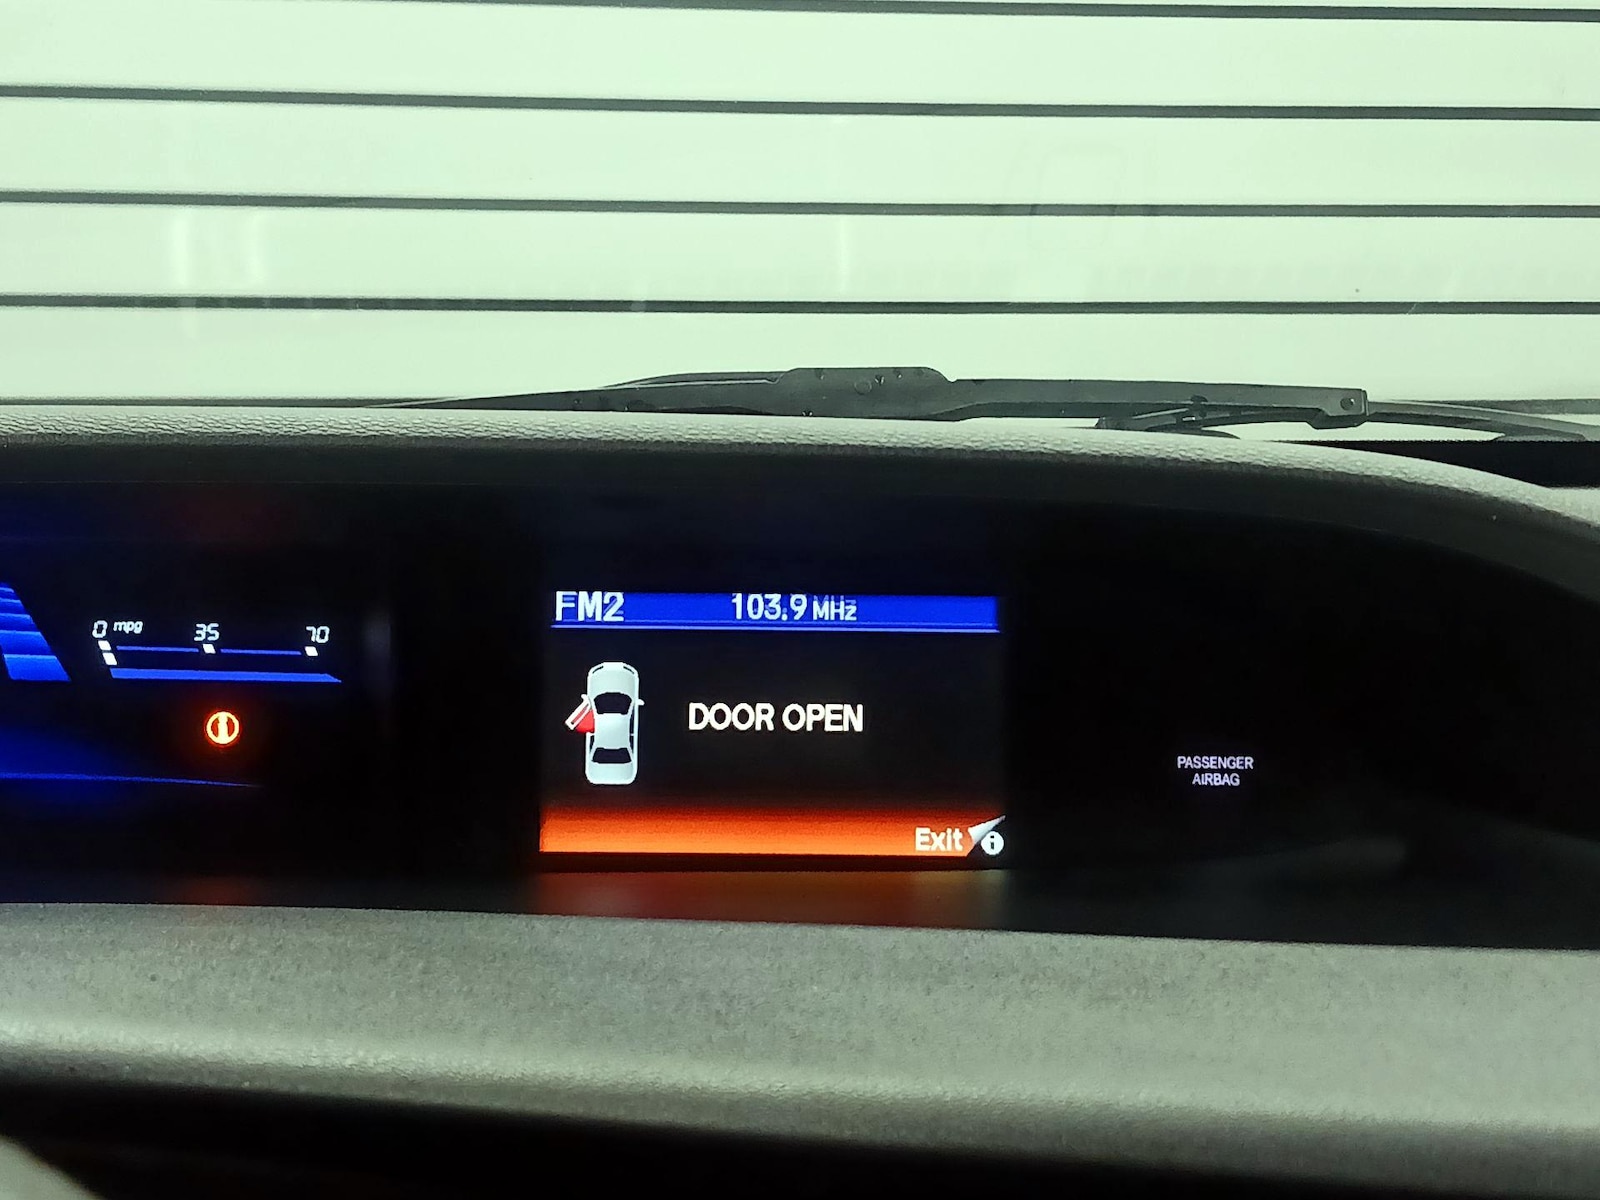 FM2 103.9 MHz
0 mpg 35 70
DOOR OPEN
PASSENGER
AIRBAG
Exit